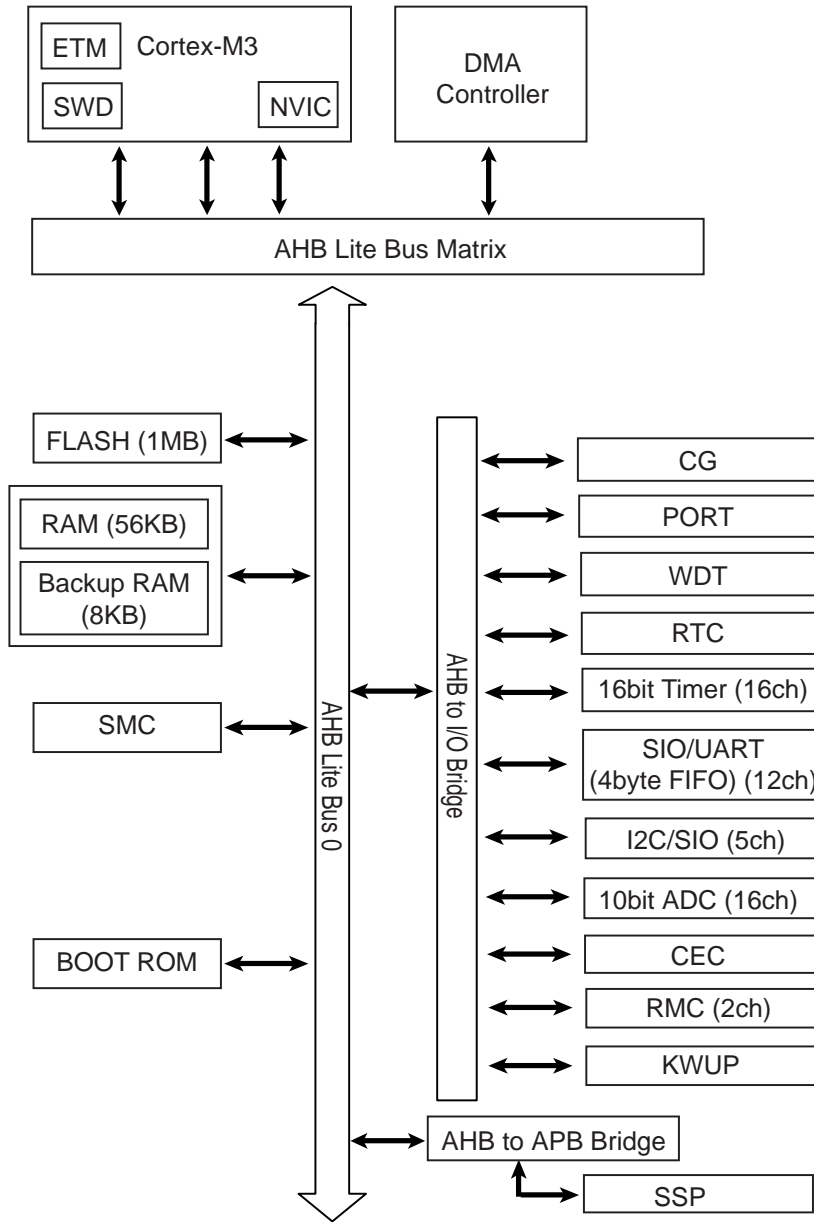 ETM
Cortex-M3
SWD
NVIC
DMA
Controller
AHB Lite Bus Matrix
FLASH (1MB)
RAM (56KB)
Backup RAM
(8KB)
SMC
BOOT ROM
AHB Lite Bus 0
AHB to I/O Bridge
CG
PORT
WDT
RTC
16bit Timer (16ch)
SIO/UART
(4byte FIFO) (12ch)
I2C/SIO (5ch)
10bit ADC (16ch)
CEC
RMC (2ch)
KWUP
AHB to APB Bridge
SSP